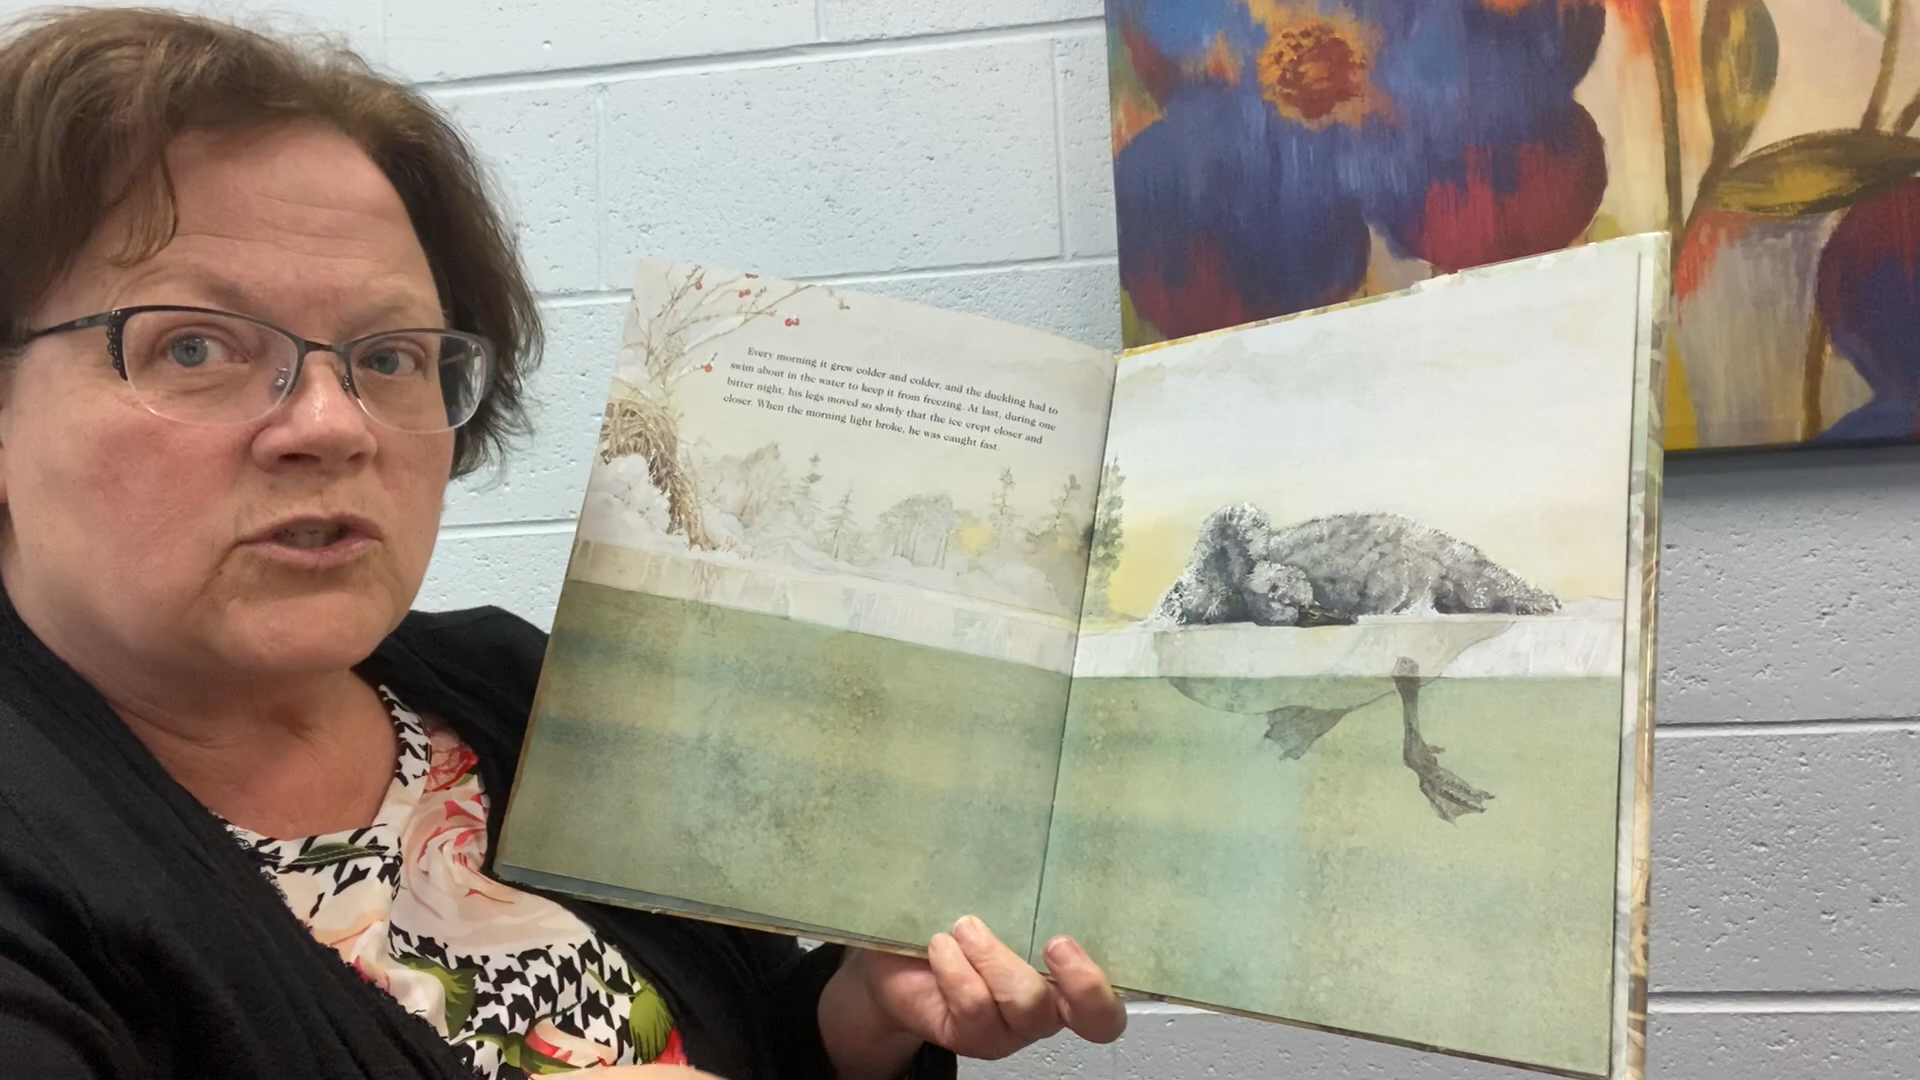 Every morning it grew colder and colder, and the duckling had to
swim about in the water to keep it from freezing. At last, during one
bitter night, his legs moved so slowly that the ice crept closer and
closer. When the morning light broke, he was caught fast.